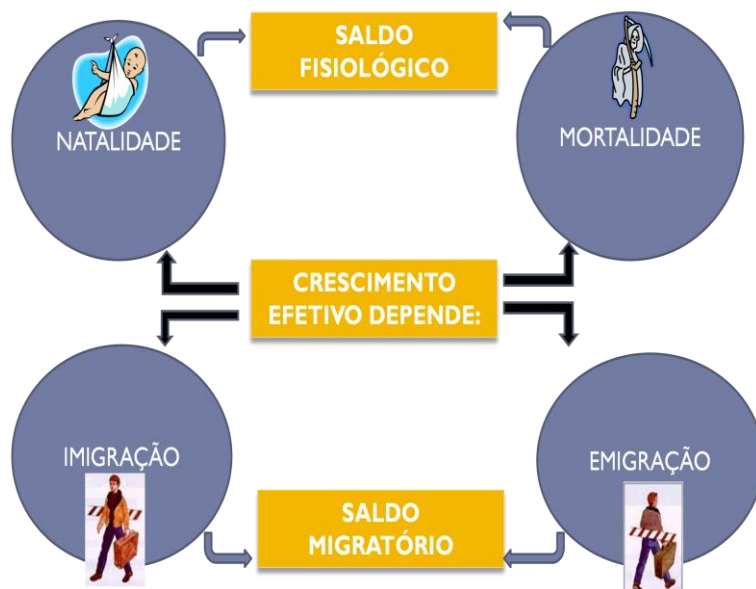 SALDO
FISIOLÓGICO
NATALIDADE
MORTALIDADE
CRESCIMENTO
EFETIVO DEPENDE:
IMIGRAÇÃO
EMIGRAÇÃO
SALDO
MIGRATÓRIO